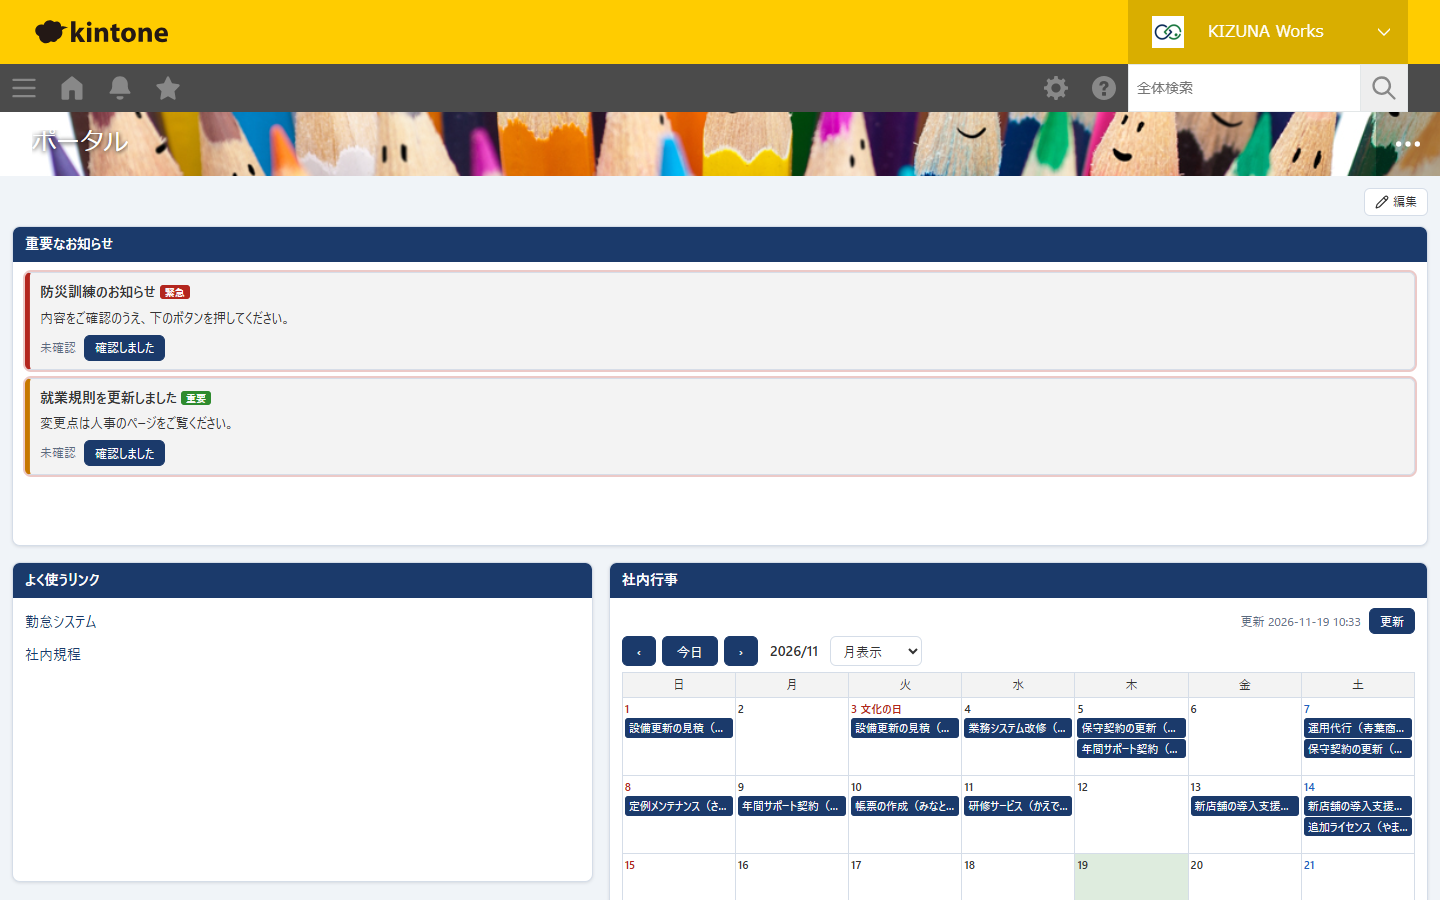 kintone
KIZUNA Works
全体検索
ポータル
編集
重要なお知らせ
防災訓練のお知らせ 緊急
内容をご確認のうえ、下のボタンを押してください。
未確認 確認しました
就業規則を更新しました 重要
変更点は人事のページをご覧ください。
未確認 確認しました
よく使うリンク
勤怠システム
社内規程
社内行事
更新 2026-11-19 10:33 更新
‹ 今日 › 2026/11 月表示
日 月 火 水 木 金 土
1 2 3 文化の日 4 5 6 7
設備更新の見積（... 設備更新の見積（... 業務システム改修（... 保守契約の更新（... 運用代行（青葉商...
年間サポート契約（... 保守契約の更新（...
8 9 10 11 12 13 14
定例メンテナンス（さ... 年間サポート契約（... 帳票の作成（みなと... 研修サービス（かえで... 新店舗の導入支援... 新店舗の導入支援...
追加ライセンス（やま...
15 16 17 18 19 20 21